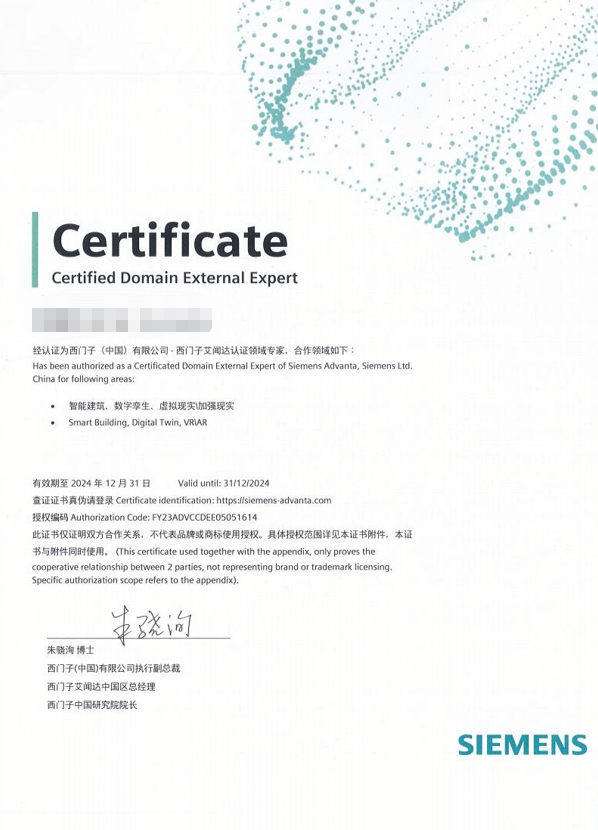 Certificate
Certified Domain External Expert
经认证为西门子（中国）有限公司 · 西门子艾闻达认证领域专家，合作领域如下：
Has been authorized as a Certificated Domain External Expert of Siemens Advanta, Siemens Ltd.
China for following areas:
• 智能建筑、数字孪生、虚拟现实\加强现实
• Smart Building, Digital Twin, VR\AR
有效期至 2024 年 12 月 31 日 Valid until: 31/12/2024
查证证书真伪请登录 Certificate identification: https://siemens-advanta.com
授权编码 Authorization Code: FY23ADVCCDEE05051614
此证书仅证明双方合作关系，不代表品牌或商标使用授权。具体授权范围详见本证书附件，本证
书与附件同时使用。 (This certificate used together with the appendix, only proves the
cooperative relationship between 2 parties, not representing brand or trademark licensing.
Specific authorization scope refers to the appendix).
朱骁洵
朱骁洵 博士
西门子(中国)有限公司执行副总裁
西门子艾闻达中国区总经理
西门子中国研究院院长
SIEMENS